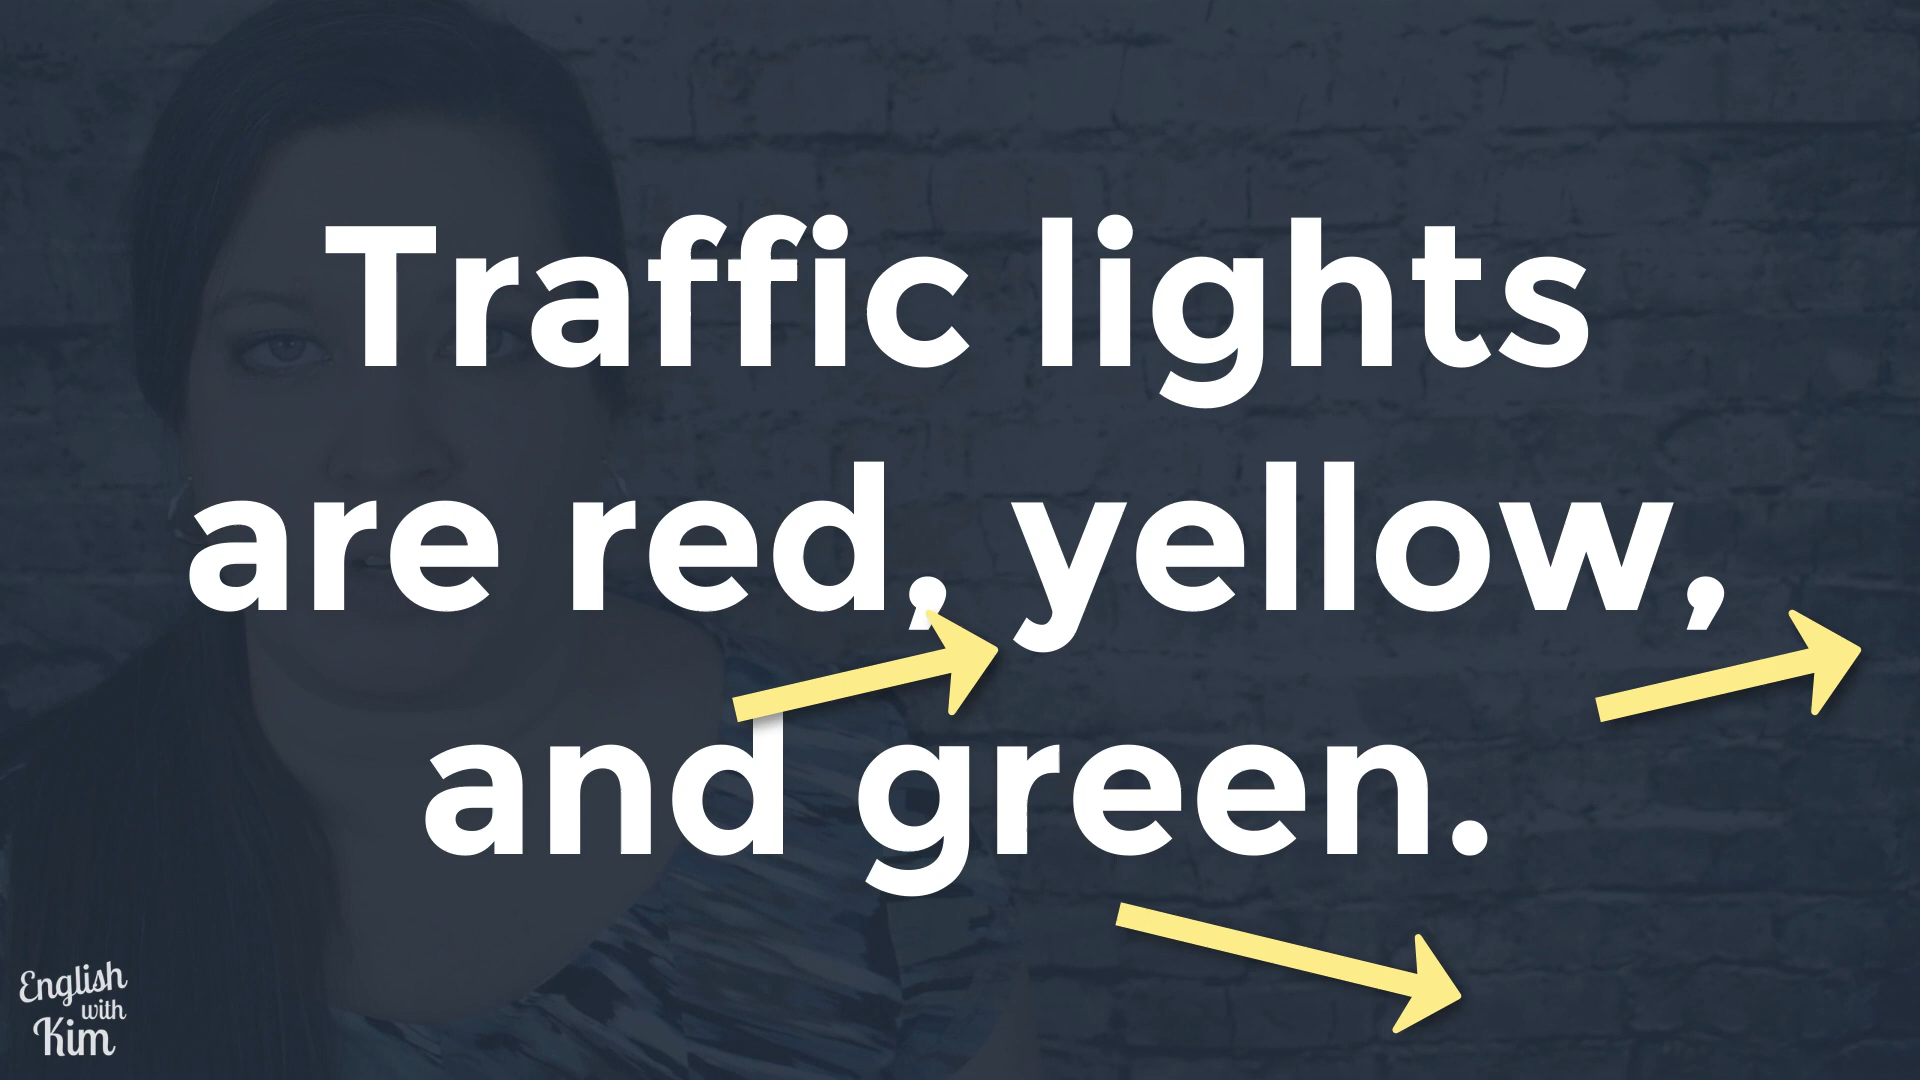 Traffic lights
are red, yellow,
and green.
English
with
Kim